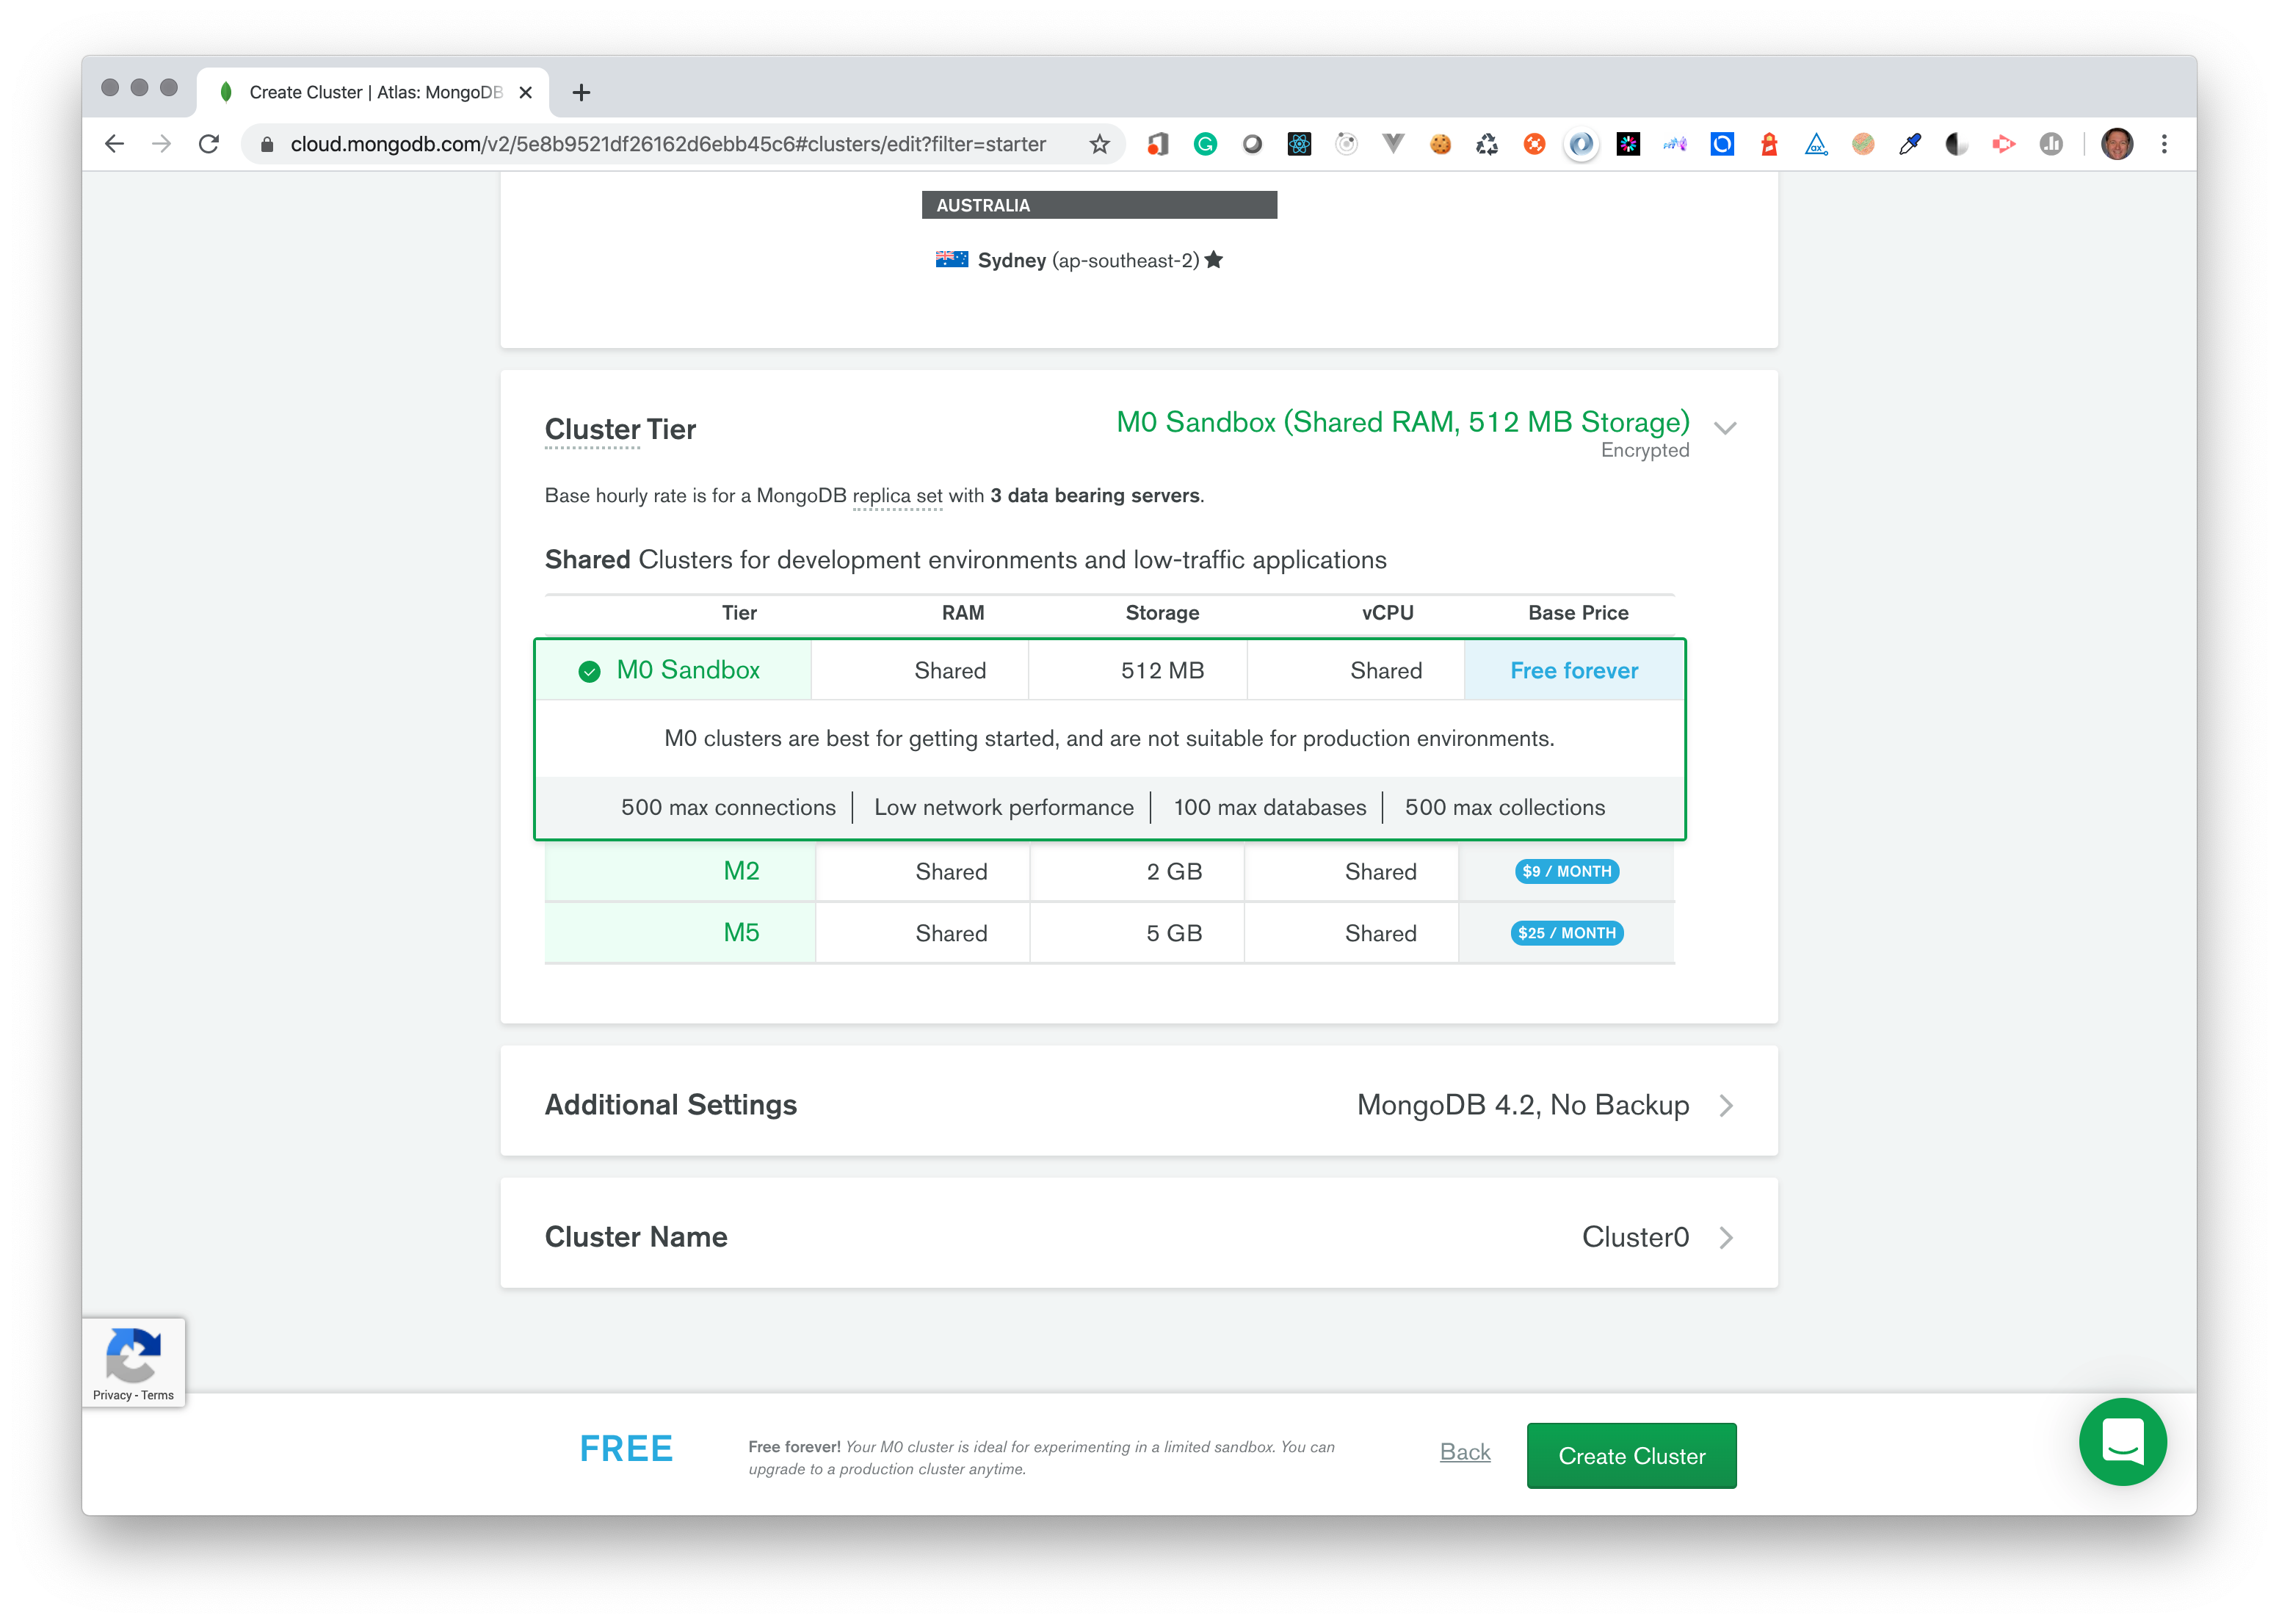 Create Cluster | Atlas: MongoDB
cloud.mongodb.com/v2/5e8b9521df26162d6ebb45c6#clusters/edit?filter=starter
AUSTRALIA
Sydney (ap-southeast-2)
Cluster Tier
M0 Sandbox (Shared RAM, 512 MB Storage)
Encrypted
Base hourly rate is for a MongoDB replica set with 3 data bearing servers.
Shared Clusters for development environments and low-traffic applications
Tier RAM Storage vCPU Base Price
M0 Sandbox Shared 512 MB Shared Free forever
M0 clusters are best for getting started, and are not suitable for production environments.
500 max connections | Low network performance | 100 max databases | 500 max collections
M2 Shared 2 GB Shared $9 / MONTH
M5 Shared 5 GB Shared $25 / MONTH
Additional Settings MongoDB 4.2, No Backup
Cluster Name Cluster0
Privacy - Terms
FREE
Free forever! Your M0 cluster is ideal for experimenting in a limited sandbox. You can
upgrade to a production cluster anytime.
Back
Create Cluster